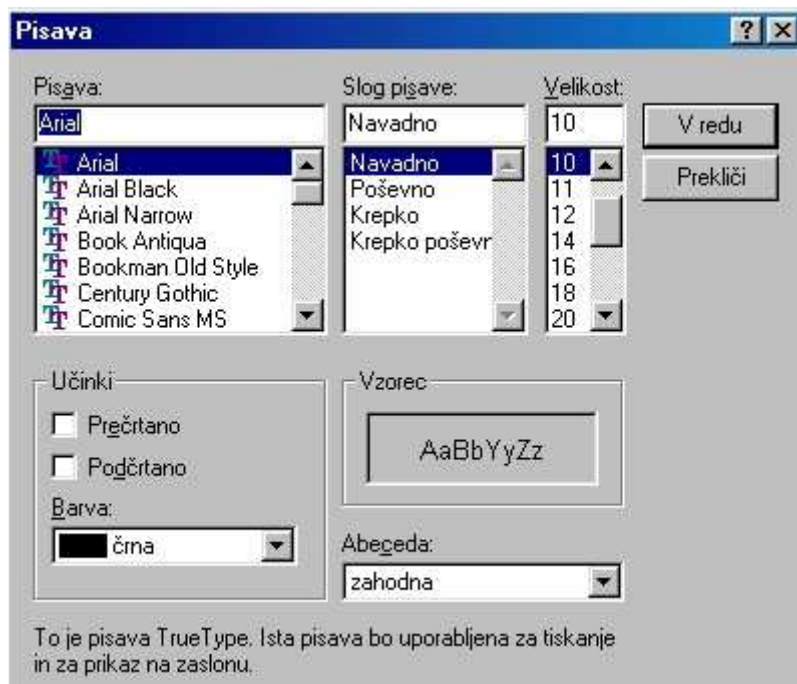 Pisava
Pisava:
Arial
Arial
Arial Black
Arial Narrow
Book Antiqua
Bookman Old Style
Century Gothic
Comic Sans MS
Slog pisave:
Navadno
Navadno
Poševno
Krepko
Krepko poševn
Velikost:
10
10
11
12
14
16
18
20
V redu
Prekliči
Učinki
Prečrtano
Podčrtano
Barva:
črna
Vzorec
AaBbYyZz
Abeceda:
zahodna
To je pisava TrueType. Ista pisava bo uporabljena za tiskanje
in za prikaz na zaslonu.